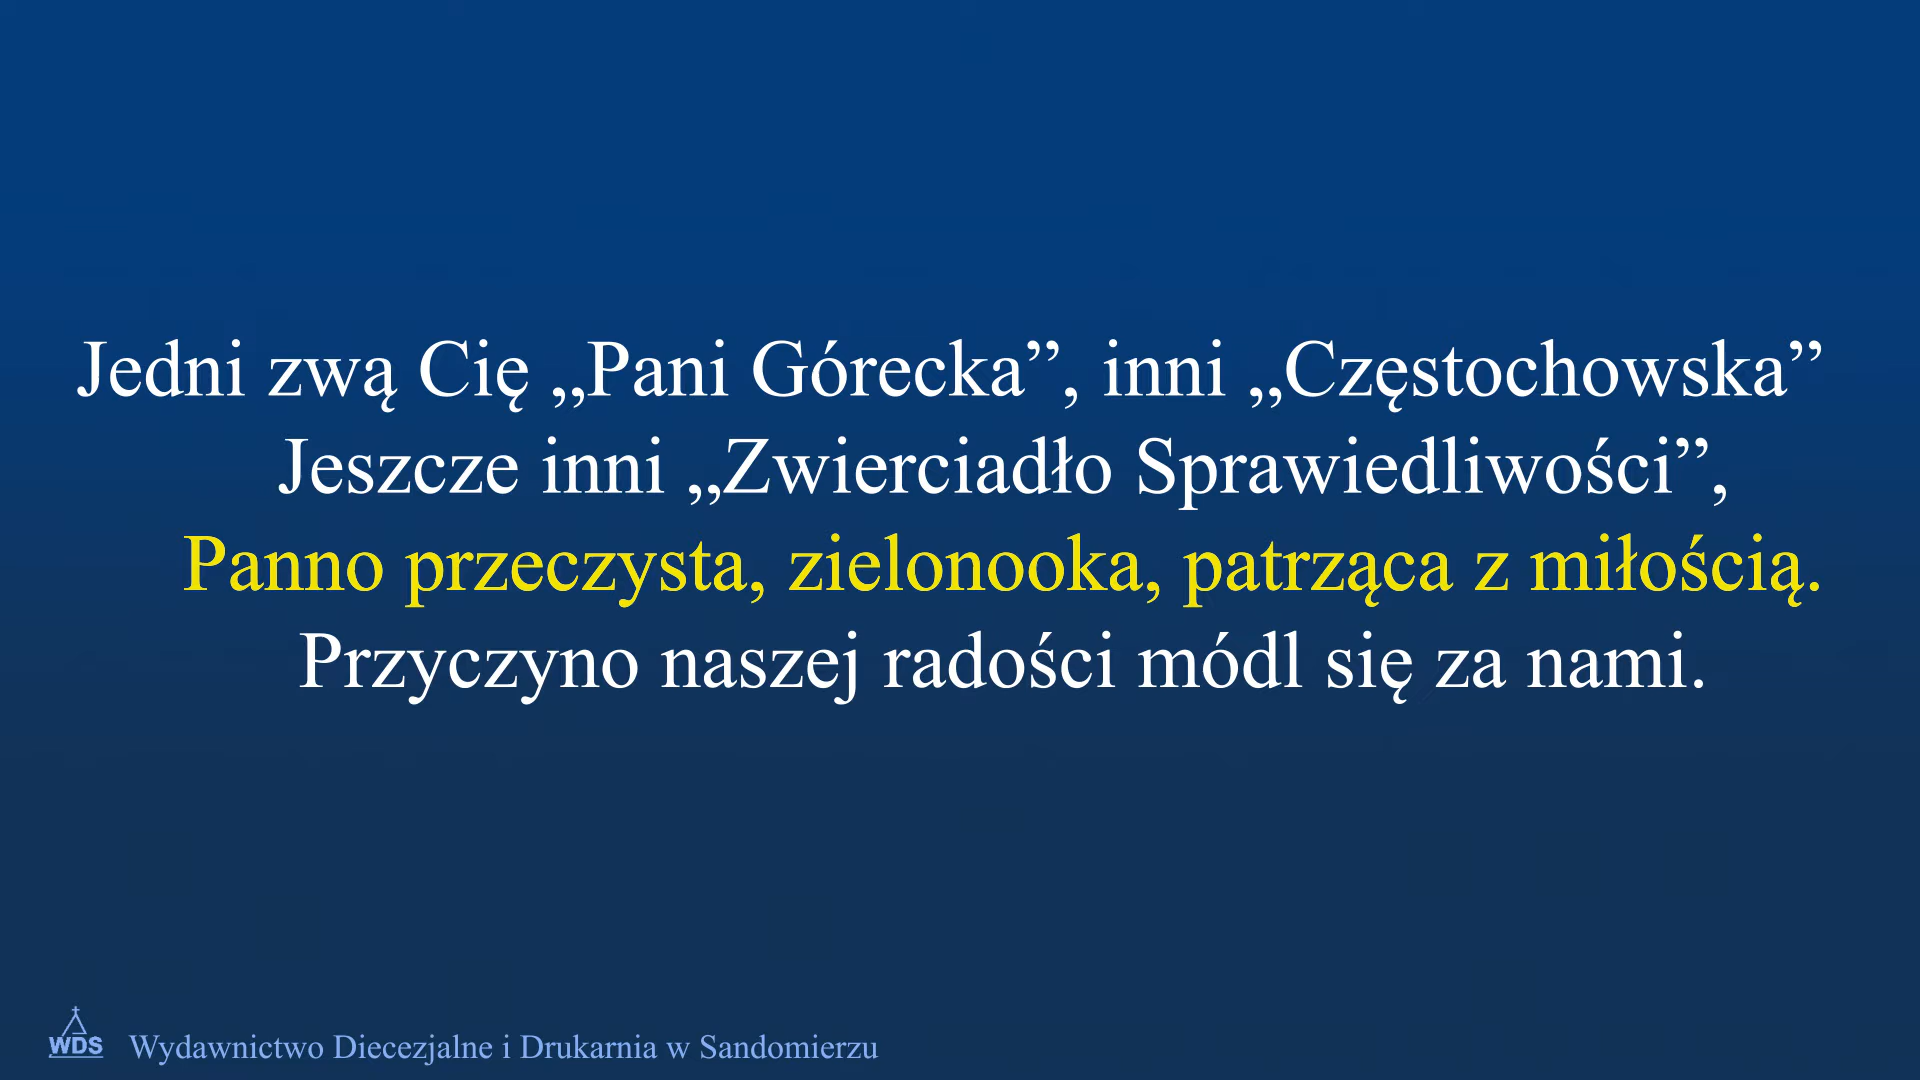 Jedni zwą Cię „Pani Górecka”, inni „Częstochowska”
Jeszcze inni „Zwierciadło Sprawiedliwości”,
Panno przeczysta, zielonooka, patrząca z miłością.
Przyczyno naszej radości módl się za nami.
WDS Wydawnictwo Diecezjalne i Drukarnia w Sandomierzu